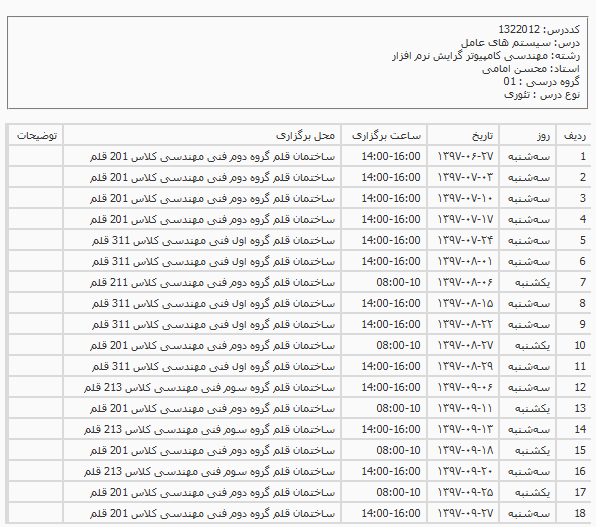 کددرس: 1322012
درس: سیستم های عامل
رشته: مهندسی کامپیوتر گرایش نرم افزار
استاد: محسن امامی
گروه درسی : 01
نوع درس : تئوری
ردیف روز تاریخ ساعت برگزاری محل برگزاری توضیحات
1 سه‌شنبه ۱۳۹۷-۰۶-۲۷ 14:00-16:00 ساختمان قلم گروه دوم فنی مهندسی کلاس 201 قلم
2 سه‌شنبه ۱۳۹۷-۰۷-۰۳ 14:00-16:00 ساختمان قلم گروه دوم فنی مهندسی کلاس 201 قلم
3 سه‌شنبه ۱۳۹۷-۰۷-۱۰ 14:00-16:00 ساختمان قلم گروه دوم فنی مهندسی کلاس 201 قلم
4 سه‌شنبه ۱۳۹۷-۰۷-۱۷ 14:00-16:00 ساختمان قلم گروه دوم فنی مهندسی کلاس 201 قلم
5 سه‌شنبه ۱۳۹۷-۰۷-۲۴ 14:00-16:00 ساختمان قلم گروه اول فنی مهندسی کلاس 311 قلم
6 سه‌شنبه ۱۳۹۷-۰۸-۰۱ 14:00-16:00 ساختمان قلم گروه اول فنی مهندسی کلاس 311 قلم
7 یکشنبه ۱۳۹۷-۰۸-۰۶ 08:00-10 ساختمان قلم گروه دوم فنی مهندسی کلاس 211 قلم
8 سه‌شنبه ۱۳۹۷-۰۸-۱۵ 14:00-16:00 ساختمان قلم گروه اول فنی مهندسی کلاس 311 قلم
9 سه‌شنبه ۱۳۹۷-۰۸-۲۲ 14:00-16:00 ساختمان قلم گروه اول فنی مهندسی کلاس 311 قلم
10 یکشنبه ۱۳۹۷-۰۸-۲۷ 08:00-10 ساختمان قلم گروه دوم فنی مهندسی کلاس 201 قلم
11 سه‌شنبه ۱۳۹۷-۰۸-۲۹ 14:00-16:00 ساختمان قلم گروه اول فنی مهندسی کلاس 311 قلم
12 سه‌شنبه ۱۳۹۷-۰۹-۰۶ 14:00-16:00 ساختمان قلم گروه سوم فنی مهندسی کلاس 213 قلم
13 یکشنبه ۱۳۹۷-۰۹-۱۱ 08:00-10 ساختمان قلم گروه دوم فنی مهندسی کلاس 201 قلم
14 سه‌شنبه ۱۳۹۷-۰۹-۱۳ 14:00-16:00 ساختمان قلم گروه سوم فنی مهندسی کلاس 213 قلم
15 یکشنبه ۱۳۹۷-۰۹-۱۸ 08:00-10 ساختمان قلم گروه دوم فنی مهندسی کلاس 201 قلم
16 سه‌شنبه ۱۳۹۷-۰۹-۲۰ 14:00-16:00 ساختمان قلم گروه سوم فنی مهندسی کلاس 213 قلم
17 یکشنبه ۱۳۹۷-۰۹-۲۵ 08:00-10 ساختمان قلم گروه دوم فنی مهندسی کلاس 201 قلم
18 سه‌شنبه ۱۳۹۷-۰۹-۲۷ 14:00-16:00 ساختمان قلم گروه دوم فنی مهندسی کلاس 201 قلم